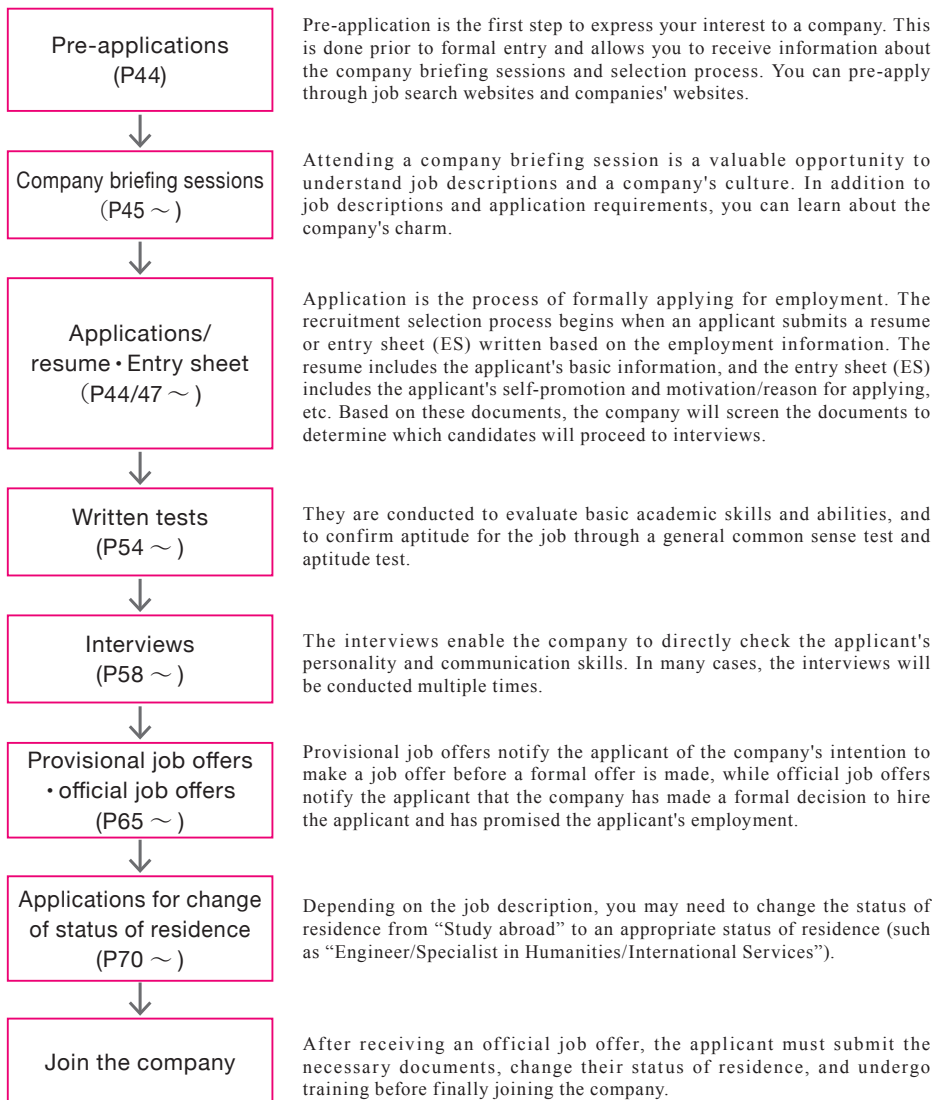 Pre-applications
(P44)
Pre-application is the first step to express your interest to a company. This
is done prior to formal entry and allows you to receive information about
the company briefing sessions and selection process. You can pre-apply
through job search websites and companies' websites.
Company briefing sessions
（P45 ～ )
Attending a company briefing session is a valuable opportunity to
understand job descriptions and a company's culture. In addition to
job descriptions and application requirements, you can learn about the
company's charm.
Applications/
resume・Entry sheet
（P44/47 ～ )
Application is the process of formally applying for employment. The
recruitment selection process begins when an applicant submits a resume
or entry sheet (ES) written based on the employment information. The
resume includes the applicant's basic information, and the entry sheet (ES)
includes the applicant's self-promotion and motivation/reason for applying,
etc. Based on these documents, the company will screen the documents to
determine which candidates will proceed to interviews.
Written tests
(P54 ～ )
They are conducted to evaluate basic academic skills and abilities, and
to confirm aptitude for the job through a general common sense test and
aptitude test.
Interviews
(P58 ～ )
The interviews enable the company to directly check the applicant's
personality and communication skills. In many cases, the interviews will
be conducted multiple times.
Provisional job offers
・official job offers
(P65 ～ )
Provisional job offers notify the applicant of the company's intention to
make a job offer before a formal offer is made, while official job offers
notify the applicant that the company has made a formal decision to hire
the applicant and has promised the applicant's employment.
Applications for change
of status of residence
(P70 ～ )
Depending on the job description, you may need to change the status of
residence from “Study abroad” to an appropriate status of residence (such
as “Engineer/Specialist in Humanities/International Services”).
Join the company
After receiving an official job offer, the applicant must submit the
necessary documents, change their status of residence, and undergo
training before finally joining the company.